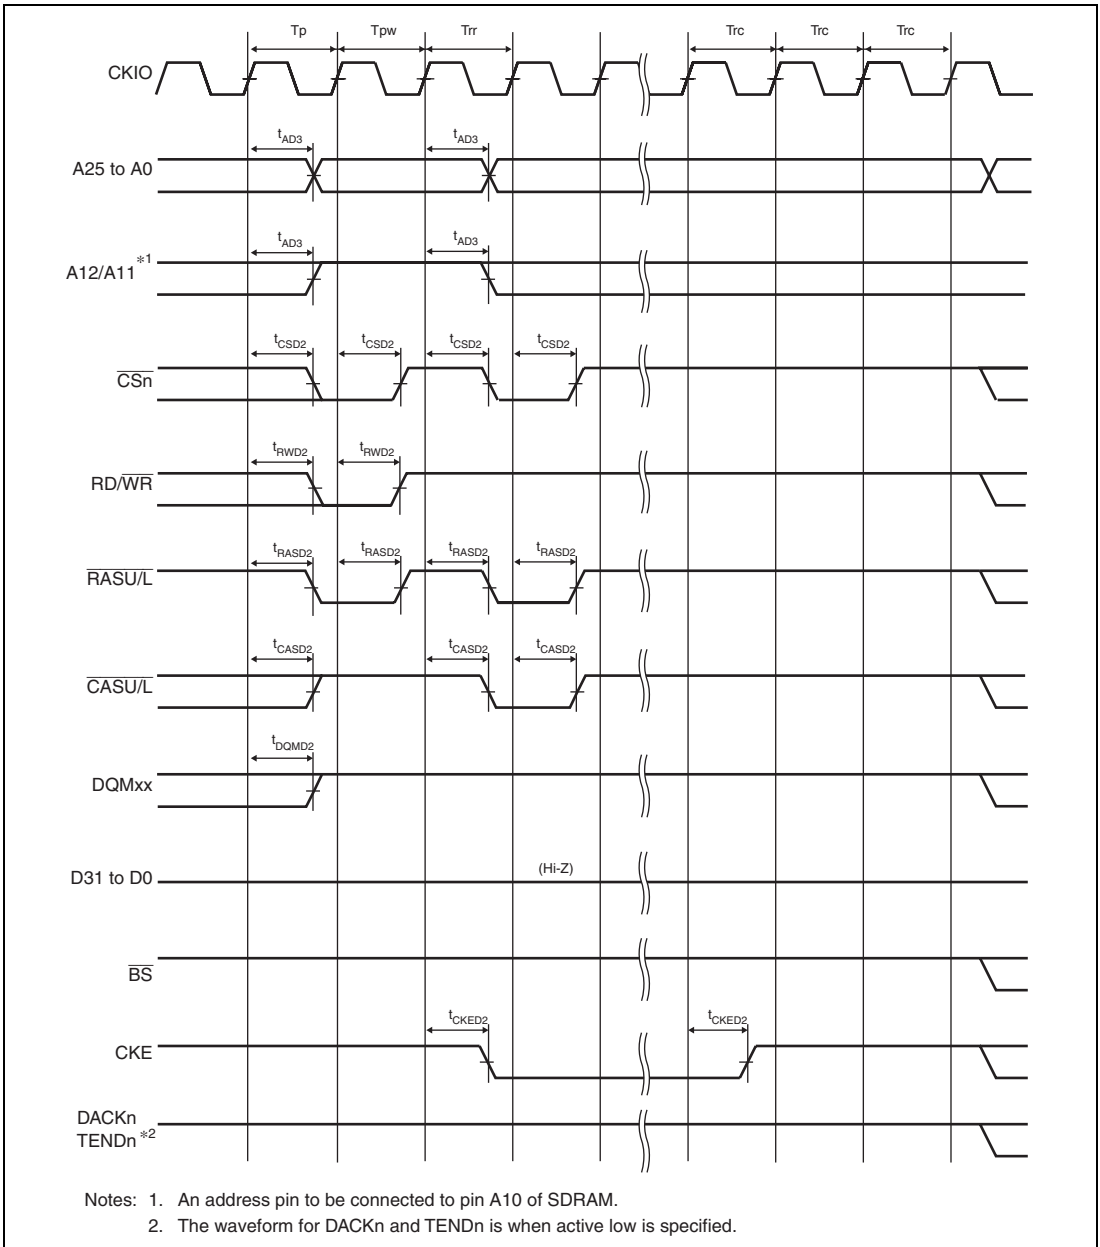 Tp Tpw Trr Trc Trc Trc
CKIO
tAD3 tAD3
A25 to A0
tAD3 tAD3
A12/A11 *1
tCSD2 tCSD2 tCSD2 tCSD2
CSn
tRWD2 tRWD2
RD/WR
tRASD2 tRASD2 tRASD2 tRASD2
RASU/L
tCASD2 tCASD2 tCASD2
CASU/L
tDQMD2
DQMxx
(Hi-Z)
D31 to D0
BS
tCKED2 tCKED2
CKE
DACKn
TENDn *2
Notes: 1. An address pin to be connected to pin A10 of SDRAM.
2. The waveform for DACKn and TENDn is when active low is specified.